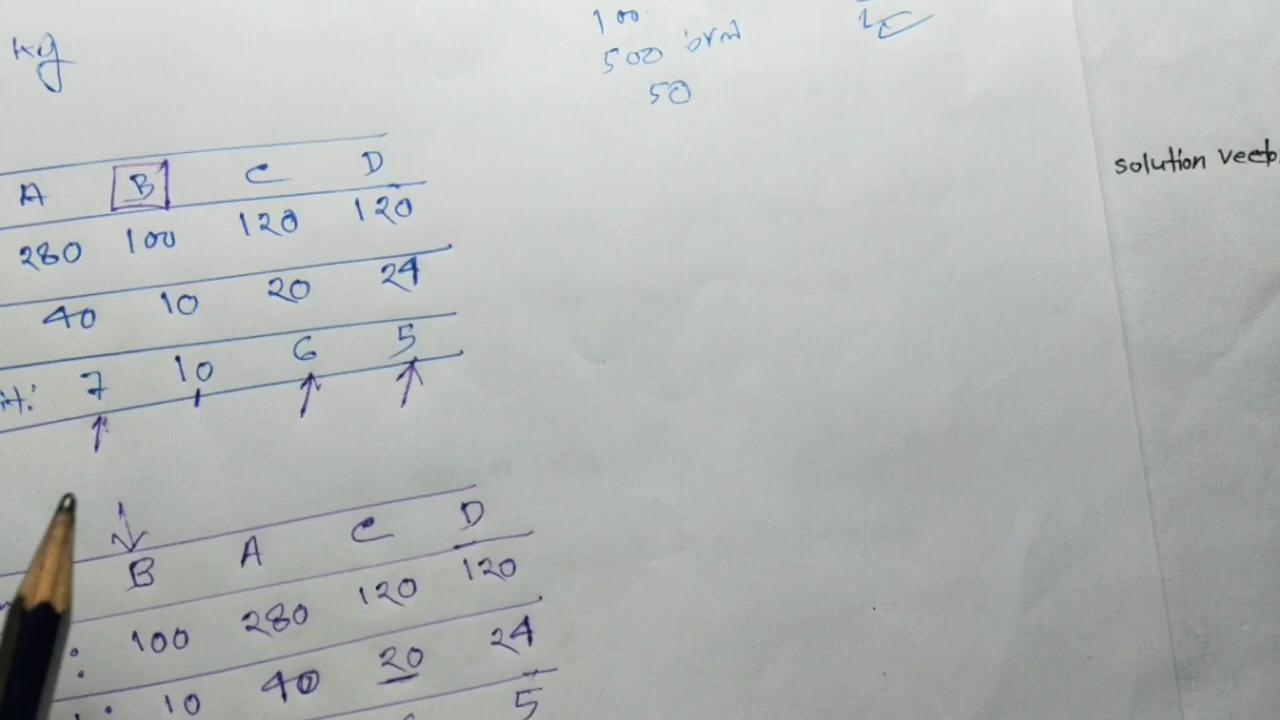 kg
100
500
50
solution vect
A B C D
280 100 120 120
40 10 20 24
7 10 6 5
B A C D
: 100 280 120 120
: 10 40 20 24
5